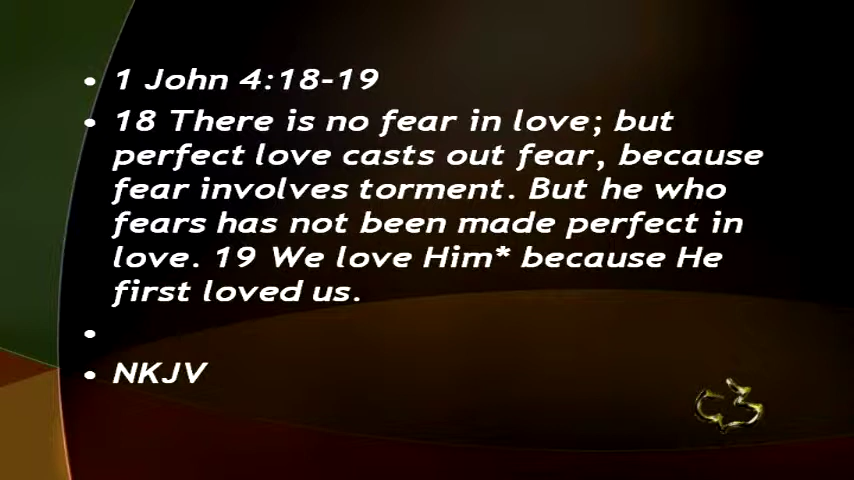 • 1 John 4:18-19
• 18 There is no fear in love; but
perfect love casts out fear, because
fear involves torment. But he who
fears has not been made perfect in
love. 19 We love Him* because He
first loved us.
•
• NKJV
C3